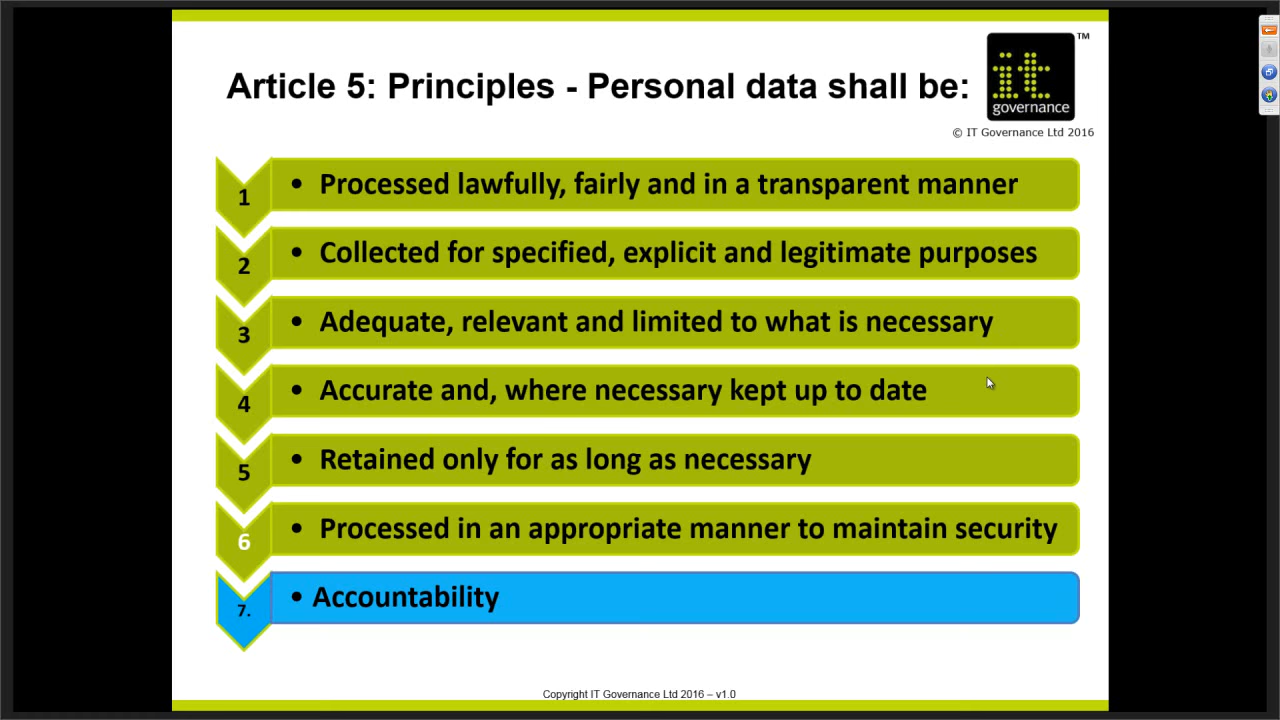 Article 5: Principles - Personal data shall be:
it
governance
TM
© IT Governance Ltd 2016
1
• Processed lawfully, fairly and in a transparent manner
2
• Collected for specified, explicit and legitimate purposes
3
• Adequate, relevant and limited to what is necessary
4
• Accurate and, where necessary kept up to date
5
• Retained only for as long as necessary
6
• Processed in an appropriate manner to maintain security
7.
• Accountability
Copyright IT Governance Ltd 2016 – v1.0